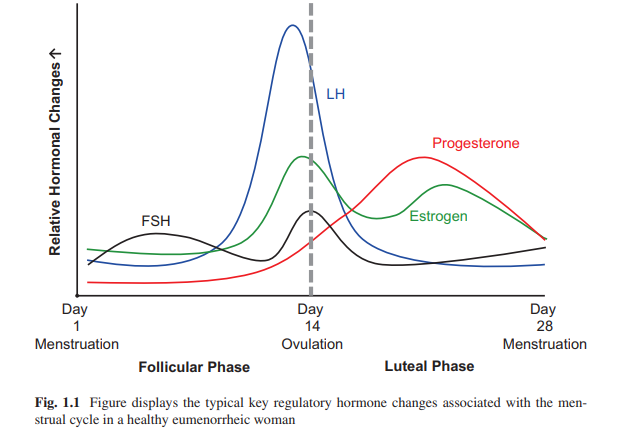 Relative Hormonal Changes →
LH
Progesterone
FSH
Estrogen
Day
1
Menstruation
Day
14
Ovulation
Day
28
Menstruation
Follicular Phase
Luteal Phase
Fig. 1.1 Figure displays the typical key regulatory hormone changes associated with the men-
strual cycle in a healthy eumenorrheic woman